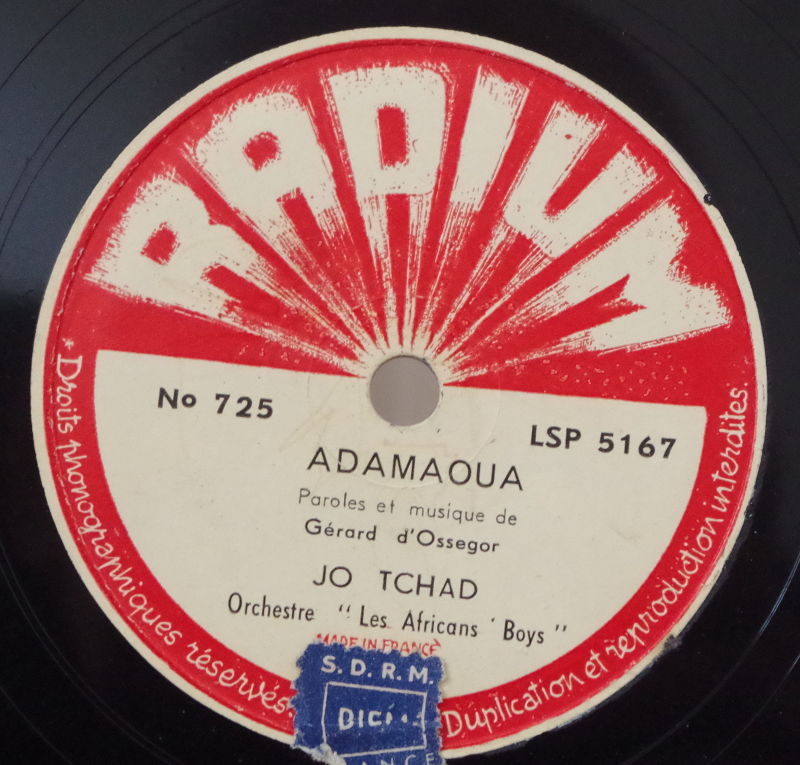 RADIUM
No 725
LSP 5167
ADAMAOUA
Paroles et musique de
Gérard d'Ossegor
JO TCHAD
Orchestre " Les Africans ' Boys "
MADE IN FRANCE
S. D. R. M.
* Droits phonographiques réservés.
Duplication et reproduction interdites.